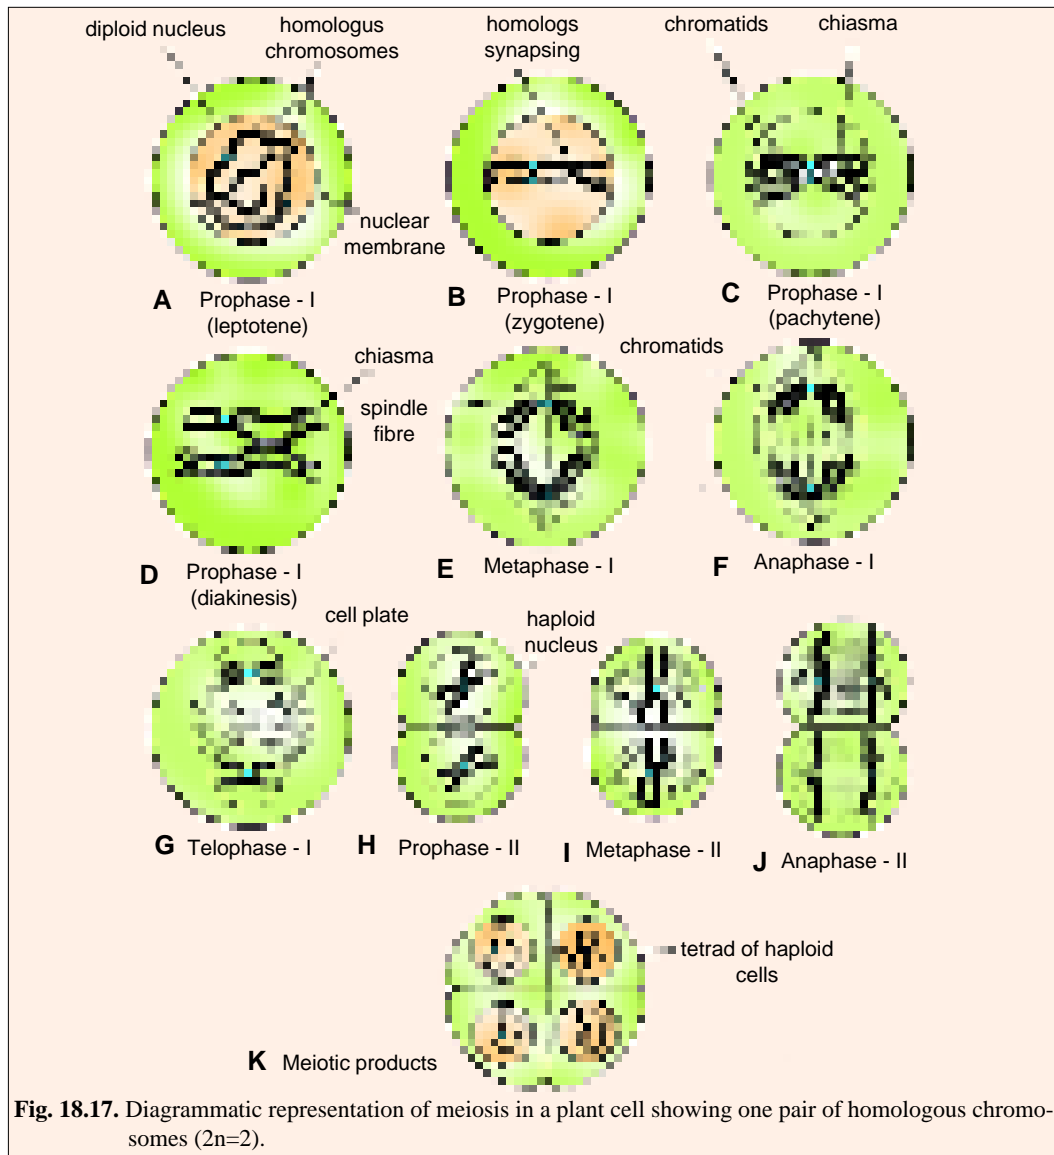 diploid nucleus
homologus
chromosomes
homologs
synapsing
chromatids
chiasma
nuclear
membrane
A Prophase - I
(leptotene)
B Prophase - I
(zygotene)
C Prophase - I
(pachytene)
chiasma
spindle
fibre
chromatids
D Prophase - I
(diakinesis)
E Metaphase - I
F Anaphase - I
cell plate
haploid
nucleus
G Telophase - I
H Prophase - II
I Metaphase - II
J Anaphase - II
tetrad of haploid
cells
K Meiotic products
Fig. 18.17. Diagrammatic representation of meiosis in a plant cell showing one pair of homologous chromo-
somes (2n=2).